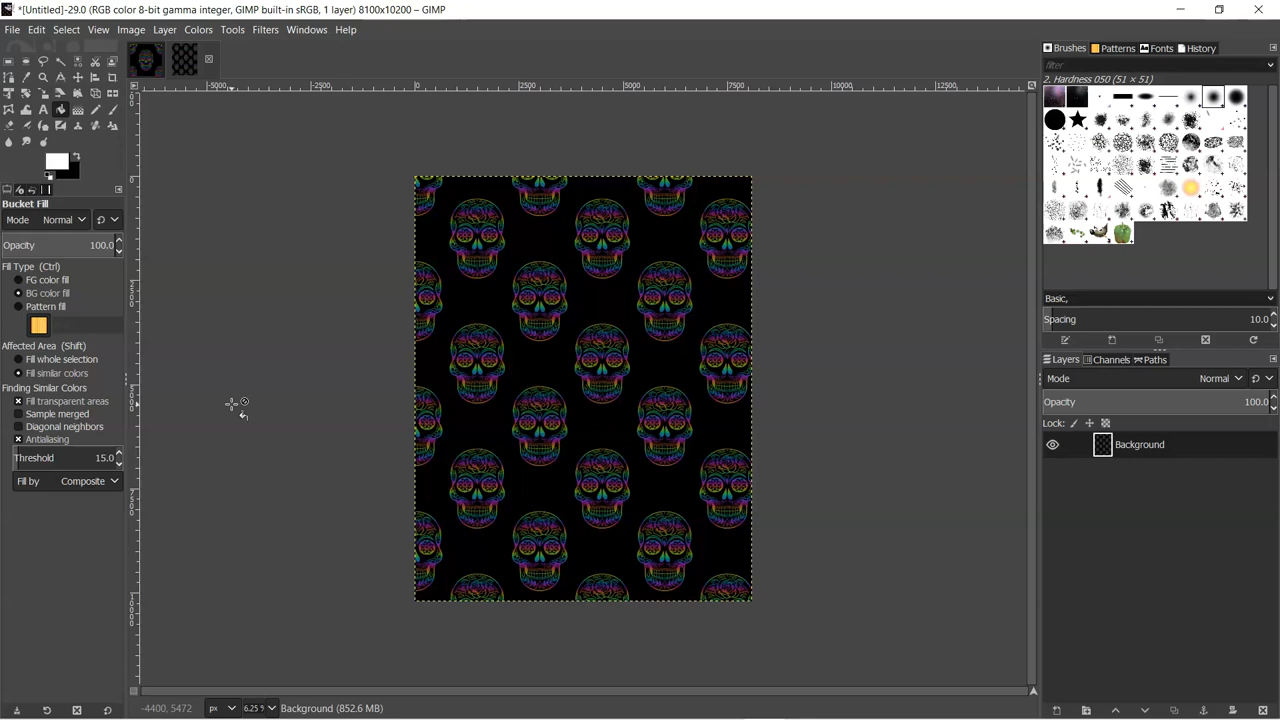 *[Untitled]-29.0 (RGB color 8-bit gamma integer, GIMP built-in sRGB, 1 layer) 8100x10200 – GIMP
File Edit Select View Image Layer Colors Tools Filters Windows Help
Brushes Patterns Fonts History
filter
2. Hardness 050 (51 × 51)
-5000 -2500 0 2500 5000 7500 10000 12500
Bucket Fill
Mode Normal
Opacity 100.0
Fill Type (Ctrl)
FG color fill
BG color fill
Pattern fill
Affected Area (Shift)
Fill whole selection
Fill similar colors
Finding Similar Colors
Fill transparent areas
Sample merged
Diagonal neighbors
Antialiasing
Threshold 15.0
Fill by Composite
Basic,
Spacing 10.0
Layers Channels Paths
Mode Normal
Opacity 100.0
Lock:
Background
-4400, 5472 px 6.25 % Background (852.6 MB)